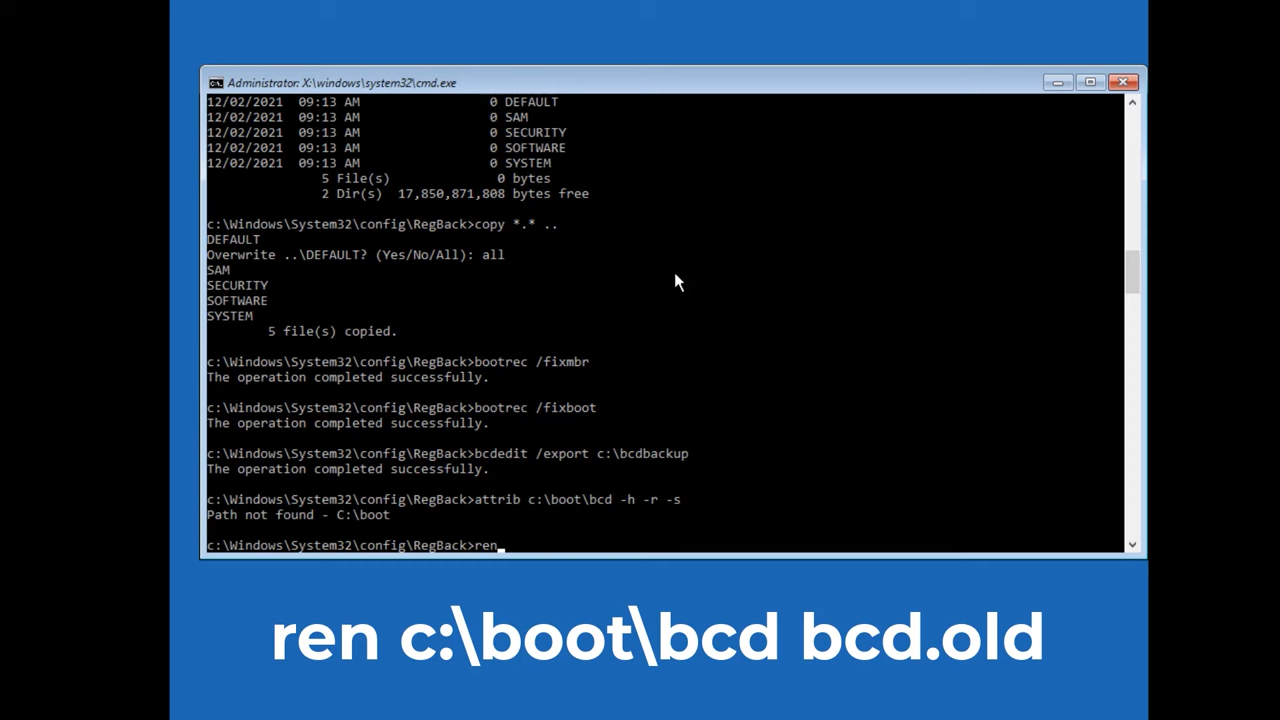 Administrator: X:\windows\system32\cmd.exe
12/02/2021  09:13 AM                 0 DEFAULT
12/02/2021  09:13 AM                 0 SAM
12/02/2021  09:13 AM                 0 SECURITY
12/02/2021  09:13 AM                 0 SOFTWARE
12/02/2021  09:13 AM                 0 SYSTEM
               5 File(s)              0 bytes
               2 Dir(s)  17,850,871,808 bytes free
c:\Windows\System32\config\RegBack>copy *.* ..
DEFAULT
Overwrite ..\DEFAULT? (Yes/No/All): all
SAM
SECURITY
SOFTWARE
SYSTEM
        5 file(s) copied.
c:\Windows\System32\config\RegBack>bootrec /fixmbr
The operation completed successfully.
c:\Windows\System32\config\RegBack>bootrec /fixboot
The operation completed successfully.
c:\Windows\System32\config\RegBack>bcdedit /export c:\bcdbackup
The operation completed successfully.
c:\Windows\System32\config\RegBack>attrib c:\boot\bcd -h -r -s
Path not found - C:\boot
c:\Windows\System32\config\RegBack>ren_
ren c:\boot\bcd bcd.old